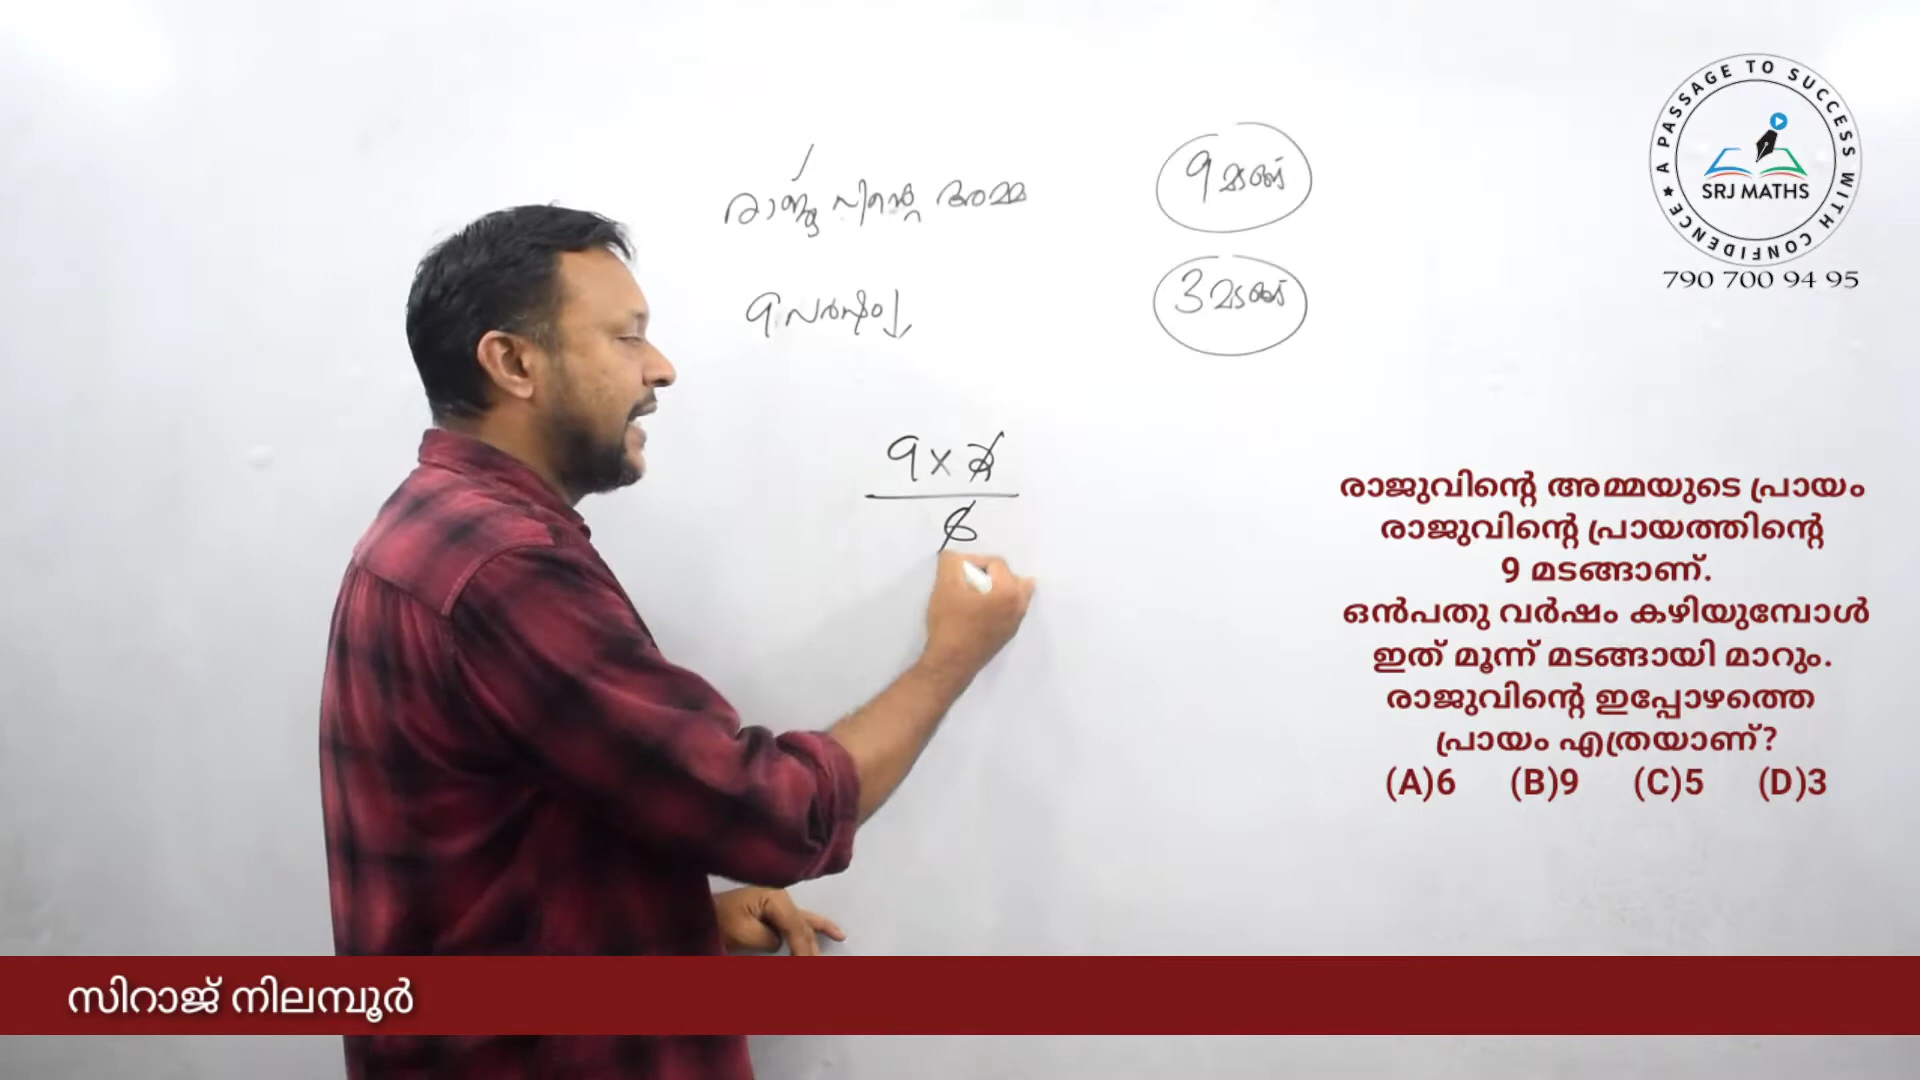 A PASSAGE TO SUCCESS WITH CONFIDENCE ★
SRJ MATHS
790 700 94 95
രാജുവിന്റെ അമ്മ
9 മടങ്ങ്
9 വർഷം
3 മടങ്ങ്
9 × 2
6
രാജുവിന്റെ അമ്മയുടെ പ്രായം
രാജുവിന്റെ പ്രായത്തിന്റെ
9 മടങ്ങാണ്.
ഒൻപതു വർഷം കഴിയുമ്പോൾ
ഇത് മൂന്ന് മടങ്ങായി മാറും.
രാജുവിന്റെ ഇപ്പോഴത്തെ
പ്രായം എത്രയാണ്?
(A)6 (B)9 (C)5 (D)3
സിറാജ് നിലമ്പൂർ